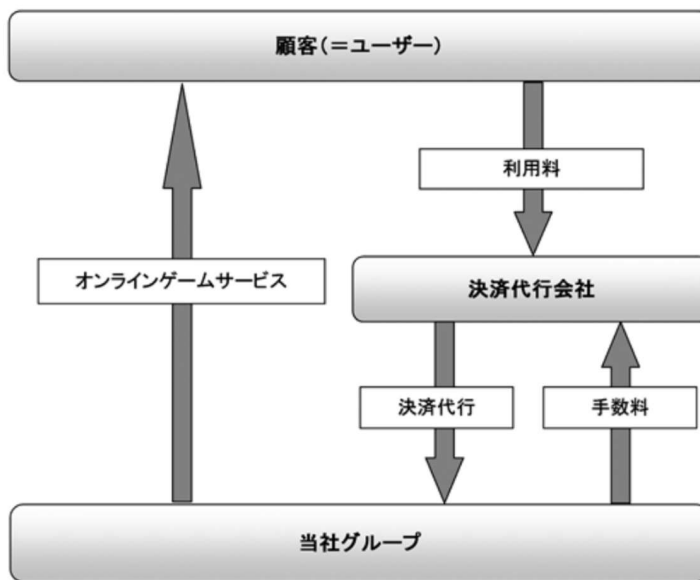 顧客(=ユーザー)
利用料
オンラインゲームサービス
決済代行会社
決済代行
手数料
当社グループ